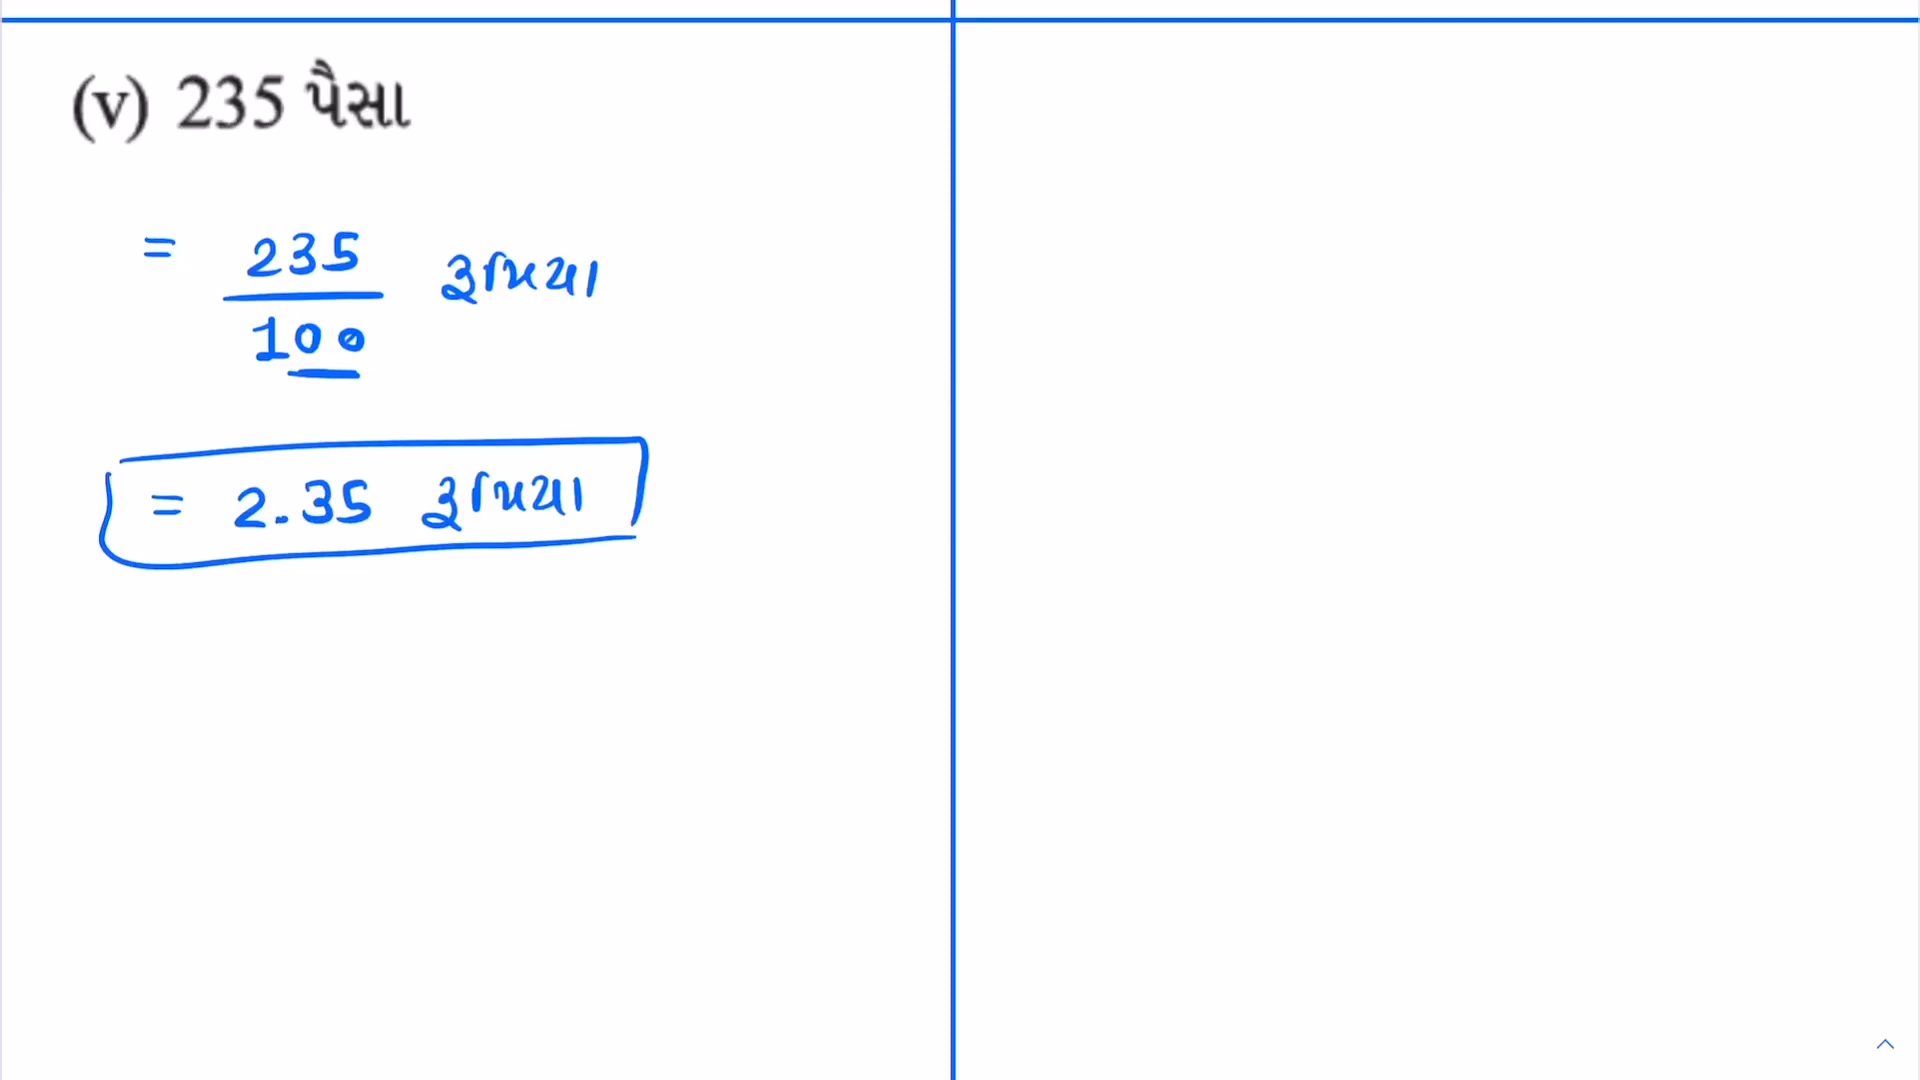 (v) 235 પૈસા
= 235/100 રૂપિયા
= 2.35 રૂપિયા